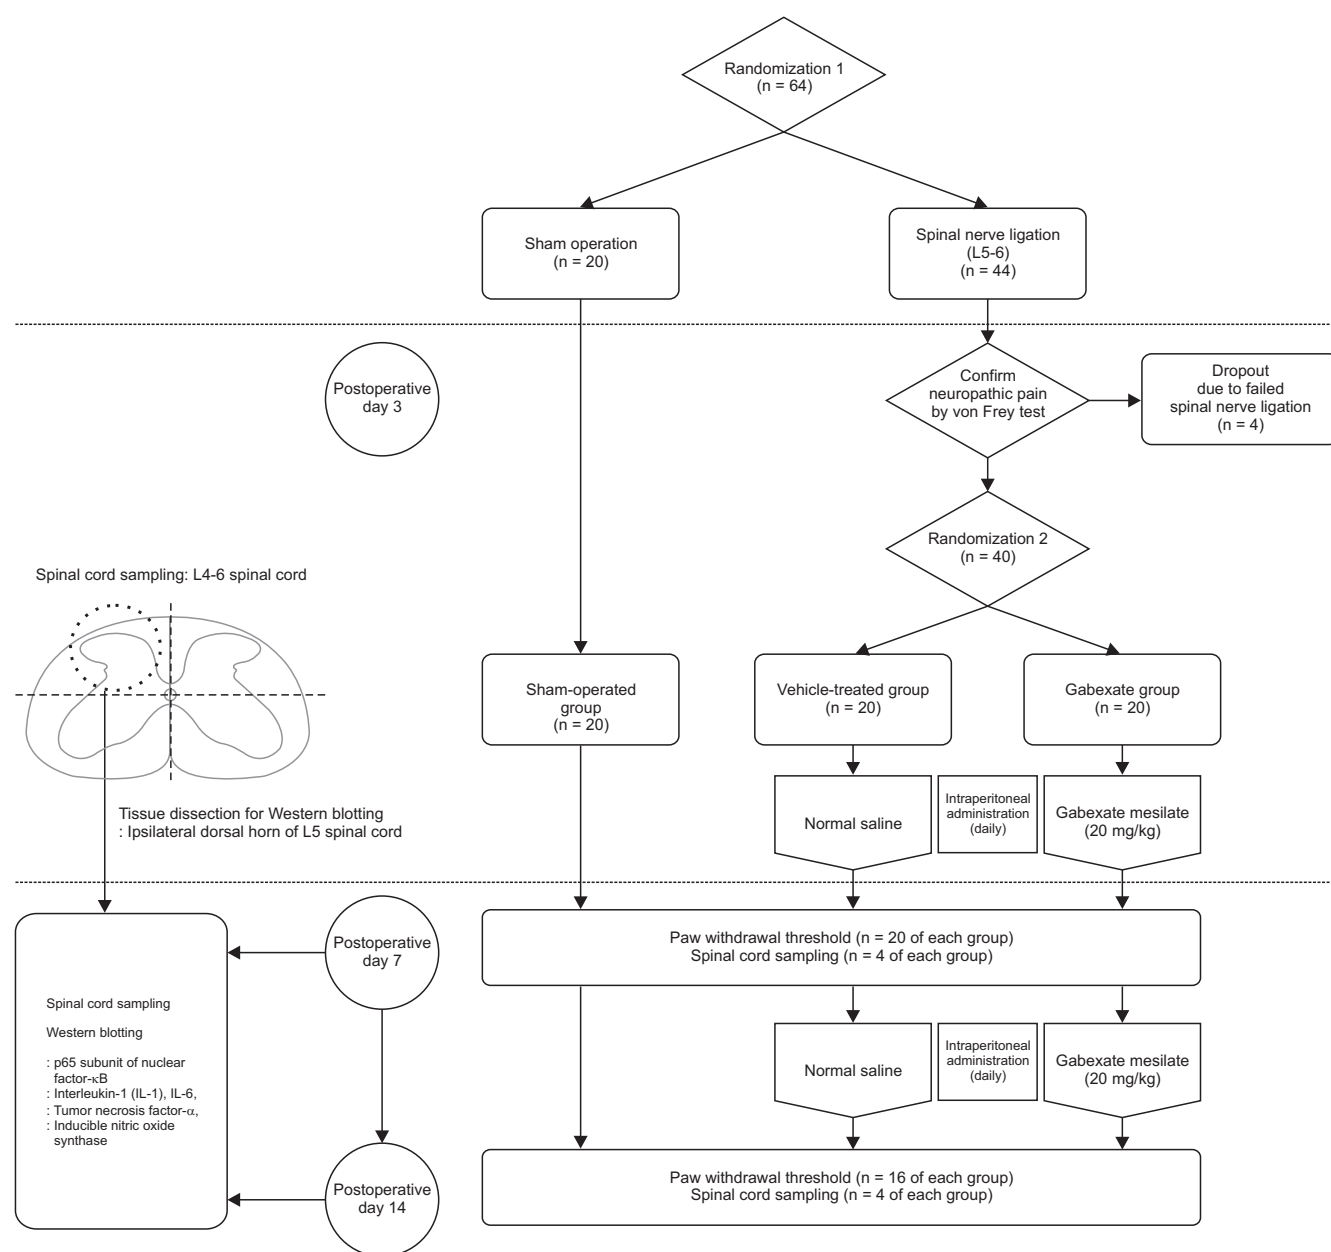 Randomization 1
(n = 64)
Sham operation
(n = 20)
Spinal nerve ligation
(L5-6)
(n = 44)
Postoperative
day 3
Confirm
neuropathic pain
by von Frey test
Dropout
due to failed
spinal nerve ligation
(n = 4)
Randomization 2
(n = 40)
Spinal cord sampling: L4-6 spinal cord
Sham-operated
group
(n = 20)
Vehicle-treated group
(n = 20)
Gabexate group
(n = 20)
Tissue dissection for Western blotting
: Ipsilateral dorsal horn of L5 spinal cord
Normal saline
Intraperitoneal
administration
(daily)
Gabexate mesilate
(20 mg/kg)
Postoperative
day 7
Paw withdrawal threshold (n = 20 of each group)
Spinal cord sampling (n = 4 of each group)
Spinal cord sampling
Western blotting
: p65 subunit of nuclear
factor-κB
: Interleukin-1 (IL-1), IL-6,
: Tumor necrosis factor-α,
: Inducible nitric oxide
synthase
Normal saline
Intraperitoneal
administration
(daily)
Gabexate mesilate
(20 mg/kg)
Postoperative
day 14
Paw withdrawal threshold (n = 16 of each group)
Spinal cord sampling (n = 4 of each group)